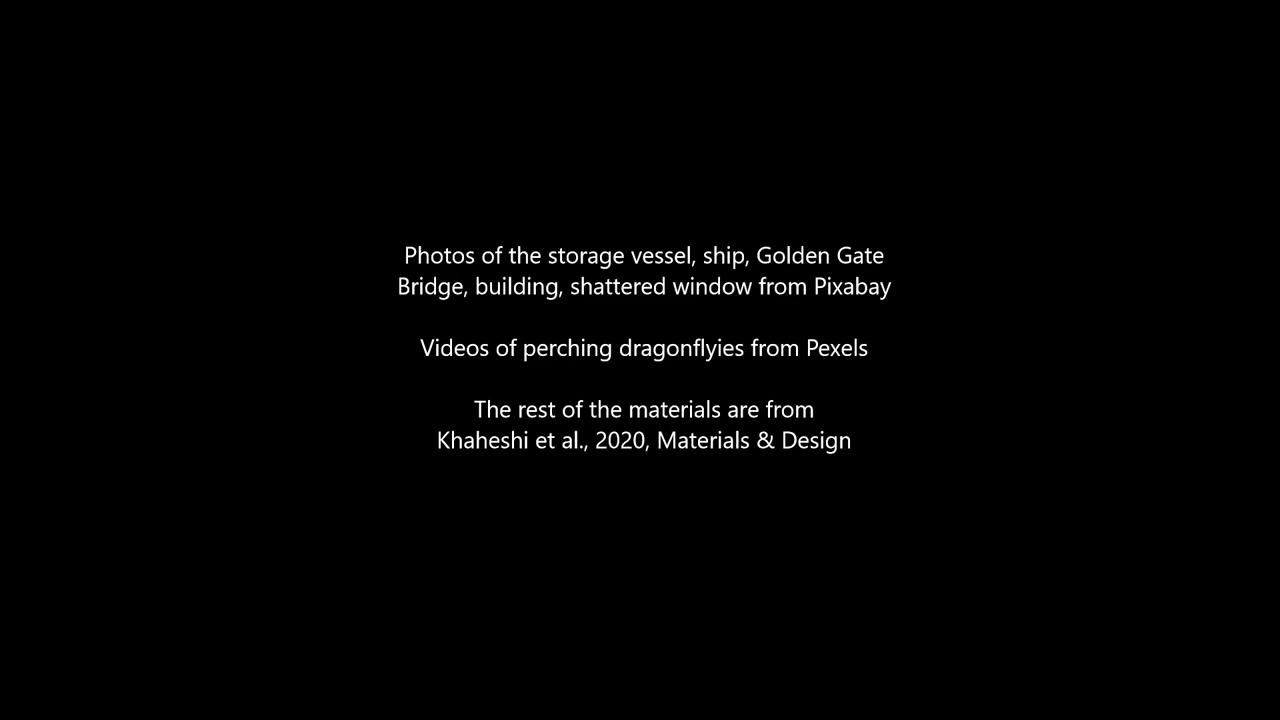 Photos of the storage vessel, ship, Golden Gate
Bridge, building, shattered window from Pixabay
Videos of perching dragonflyies from Pexels
The rest of the materials are from
Khaheshi et al., 2020, Materials & Design